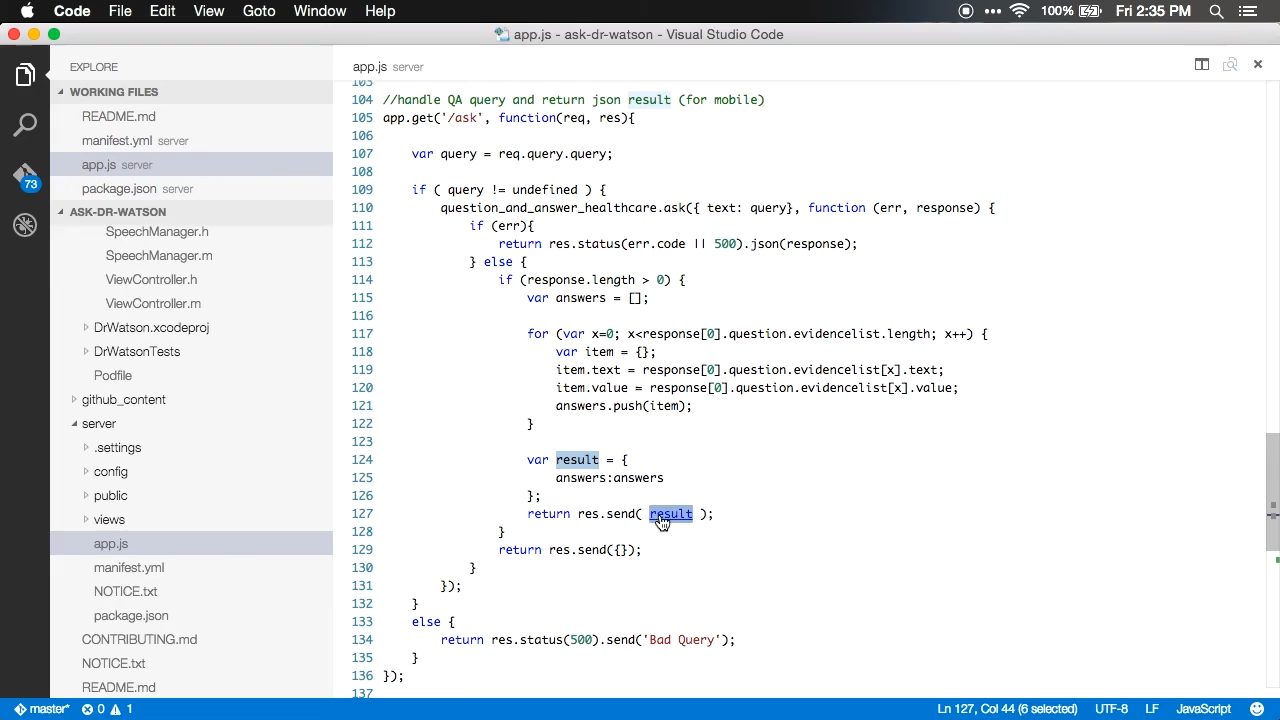 Code File Edit View Goto Window Help 100% Fri 2:35 PM
app.js - ask-dr-watson - Visual Studio Code
EXPLORE
WORKING FILES
README.md
manifest.yml server
app.js server
package.json server
73
ASK-DR-WATSON
SpeechManager.h
SpeechManager.m
ViewController.h
ViewController.m
DrWatson.xcodeproj
DrWatsonTests
Podfile
github_content
server
.settings
config
public
views
app.js
manifest.yml
NOTICE.txt
package.json
CONTRIBUTING.md
NOTICE.txt
README.md
app.js server
103
104 //handle QA query and return json result (for mobile)
105 app.get('/ask', function(req, res){
106
107 var query = req.query.query;
108
109 if ( query != undefined ) {
110 question_and_answer_healthcare.ask({ text: query}, function (err, response) {
111 if (err){
112 return res.status(err.code || 500).json(response);
113 } else {
114 if (response.length > 0) {
115 var answers = [];
116
117 for (var x=0; x<response[0].question.evidencelist.length; x++) {
118 var item = {};
119 item.text = response[0].question.evidencelist[x].text;
120 item.value = response[0].question.evidencelist[x].value;
121 answers.push(item);
122 }
123
124 var result = {
125 answers:answers
126 };
127 return res.send( result );
128 }
129 return res.send({});
130 }
131 });
132 }
133 else {
134 return res.status(500).send('Bad Query');
135 }
136 });
137
master* 0 1 Ln 127, Col 44 (6 selected) UTF-8 LF JavaScript